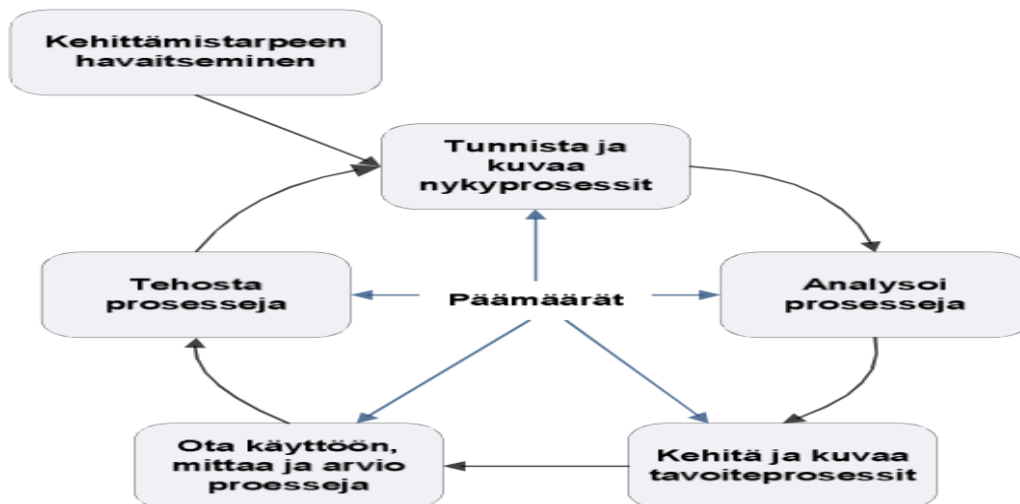 Kehittämistarpeen
havaitseminen
Tunnista ja
kuvaa
nykyprosessit
Tehosta
prosesseja
Päämäärät
Analysoi
prosesseja
Ota käyttöön,
mittaa ja arvio
proesseja
Kehitä ja kuvaa
tavoiteprosessit